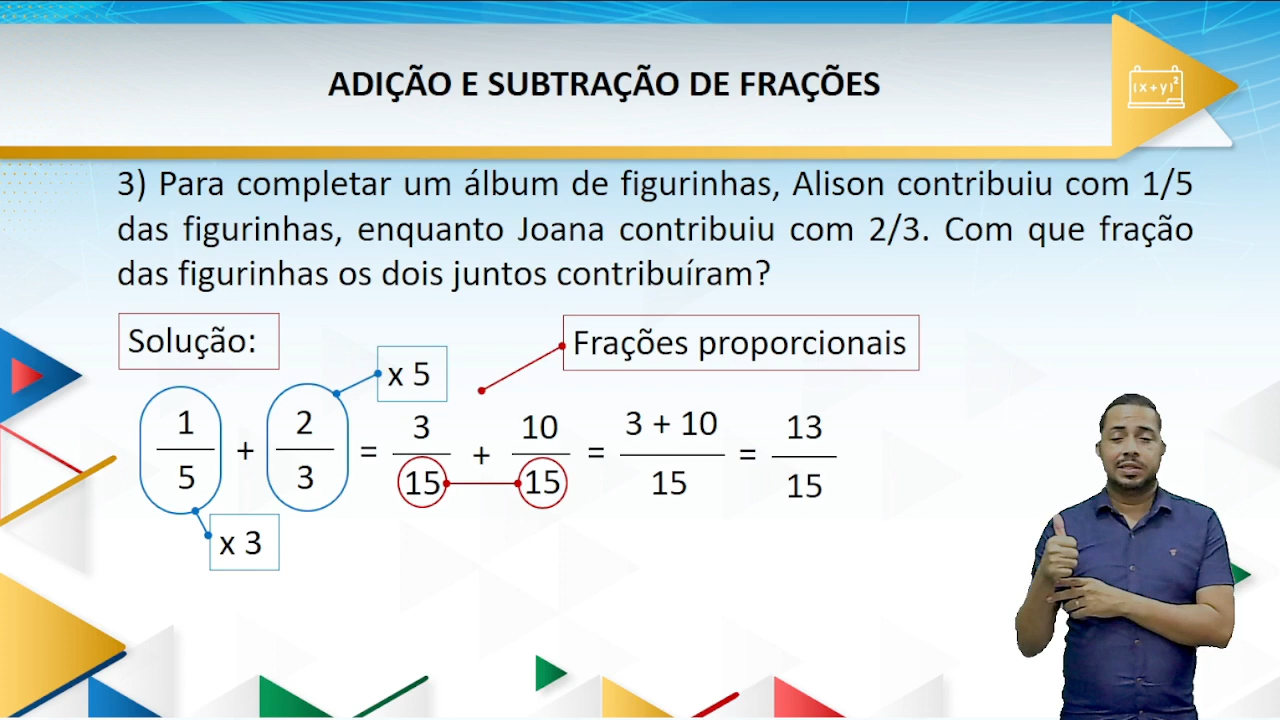 ADIÇÃO E SUBTRAÇÃO DE FRAÇÕES
(x+y)²
3) Para completar um álbum de figurinhas, Alison contribuiu com 1/5
das figurinhas, enquanto Joana contribuiu com 2/3. Com que fração
das figurinhas os dois juntos contribuíram?
Solução:
Frações proporcionais
x 5
1/5 + 2/3 = 3/15 + 10/15 = 3 + 10/15 = 13/15
x 3